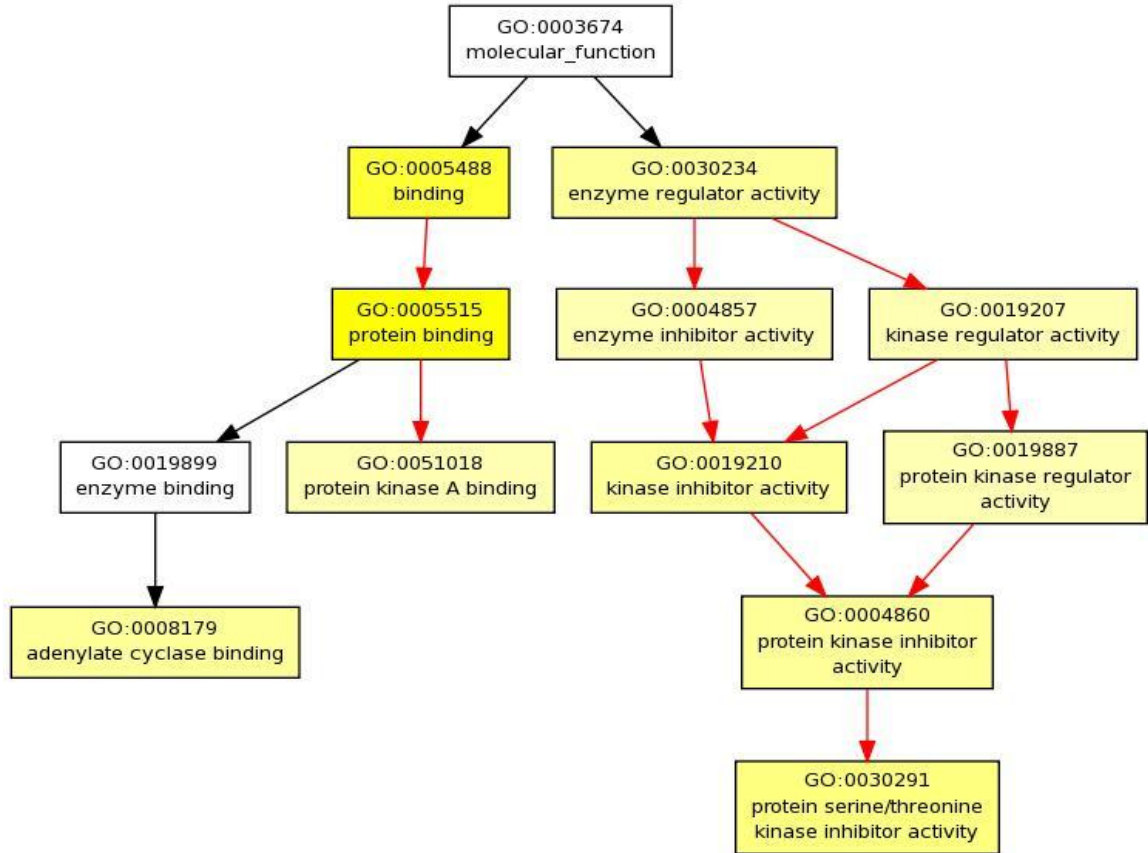 GO:0003674
molecular_function
GO:0005488
binding
GO:0030234
enzyme regulator activity
GO:0005515
protein binding
GO:0004857
enzyme inhibitor activity
GO:0019207
kinase regulator activity
GO:0019899
enzyme binding
GO:0051018
protein kinase A binding
GO:0019210
kinase inhibitor activity
GO:0019887
protein kinase regulator
activity
GO:0008179
adenylate cyclase binding
GO:0004860
protein kinase inhibitor
activity
GO:0030291
protein serine/threonine
kinase inhibitor activity